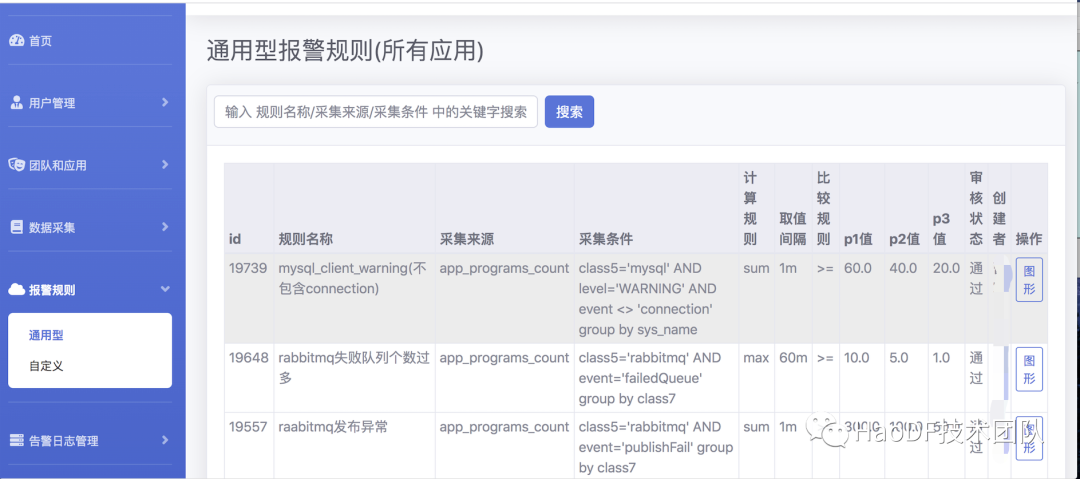 首页
用户管理
团队和应用
数据采集
报警规则
通用型
自定义
告警日志管理
通用型报警规则(所有应用)
输入 规则名称/采集来源/采集条件 中的关键字搜索
搜索
id 规则名称 采集来源 采集条件 计算规则 取值间隔 比较规则 p1值 p2值 p3值 审核状态 创建者 操作
19739 mysql_client_warning(不 app_programs_count class5='mysql' AND sum 1m >= 60.0 40.0 20.0 通过 图形
包含connection) level='WARNING' AND
event <> 'connection'
group by sys_name
19648 rabbitmq失败队列个数过 app_programs_count class5='rabbitmq' AND max 60m >= 10.0 5.0 1.0 通过 图形
多 event='failedQueue'
group by class7
19557 raabitmq发布异常 app_programs_count class5='rabbitmq' AND sum 1m 300.0 100.0 通过 图形
event='publishFail' group
by class7
HaoDF技术团队